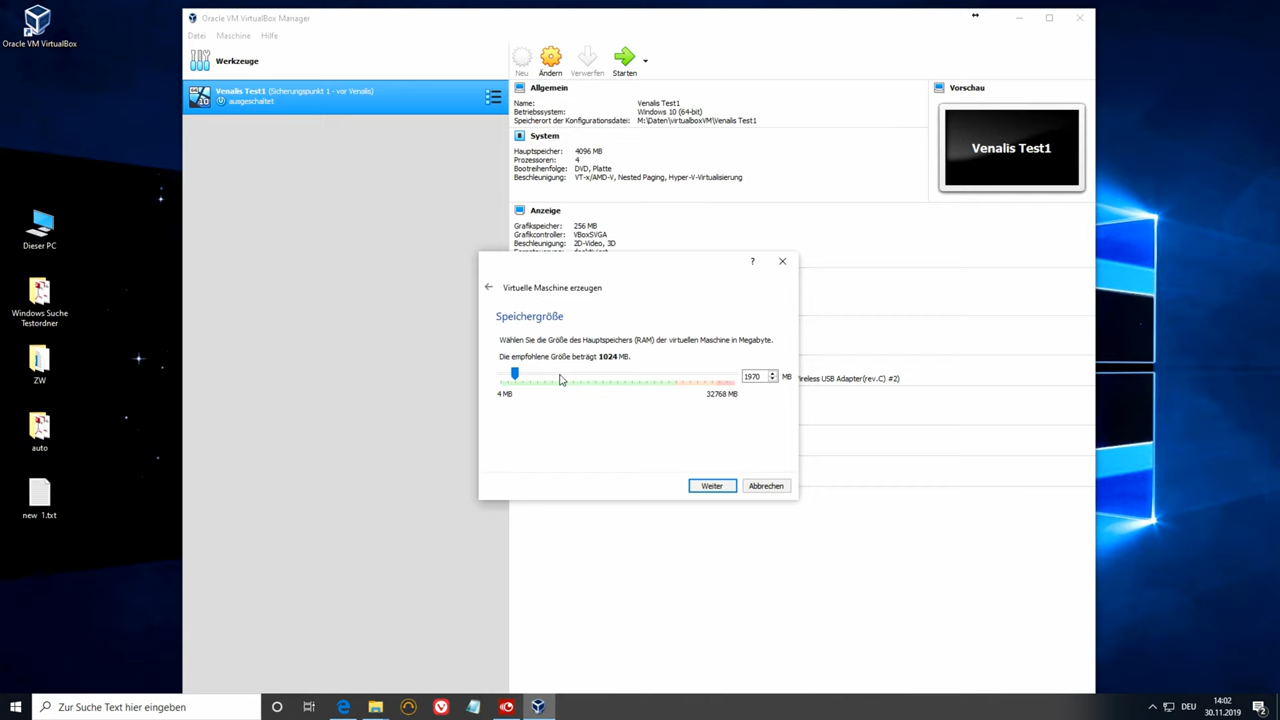 Oracle VM VirtualBox
Oracle VM VirtualBox Manager
Datei Maschine Hilfe
Werkzeuge
Neu Ändern Verwerfen Starten
Venalis Test1 (Sicherungspunkt 1 - vor Venalis)
ausgeschaltet
Allgemein
Name: Venalis Test1
Betriebssystem: Windows 10 (64-bit)
Speicherort der Konfigurationsdatei: M:\Daten\virtualboxVM\Venalis Test1
Vorschau
Venalis Test1
System
Hauptspeicher: 4096 MB
Prozessoren: 4
Bootreihenfolge: DVD, Platte
Beschleunigung: VT-x/AMD-V, Nested Paging, Hyper-V-Virtualisierung
Anzeige
Grafikspeicher: 256 MB
Grafikcontroller: VBoxSVGA
Beschleunigung: 2D-Video, 3D
Dieser PC
Windows Suche
Testordner
ZW
auto
new_1.txt
?
Virtuelle Maschine erzeugen
Speichergröße
Wählen Sie die Größe des Hauptspeichers (RAM) der virtuellen Maschine in Megabyte.
Die empfohlene Größe beträgt 1024 MB.
1970 MB
4 MB 32768 MB
Wireless USB Adapter(rev.C) #2)
Weiter Abbrechen
Zur Suche Text hier eingeben
DEU
14:02
30.11.2019
2